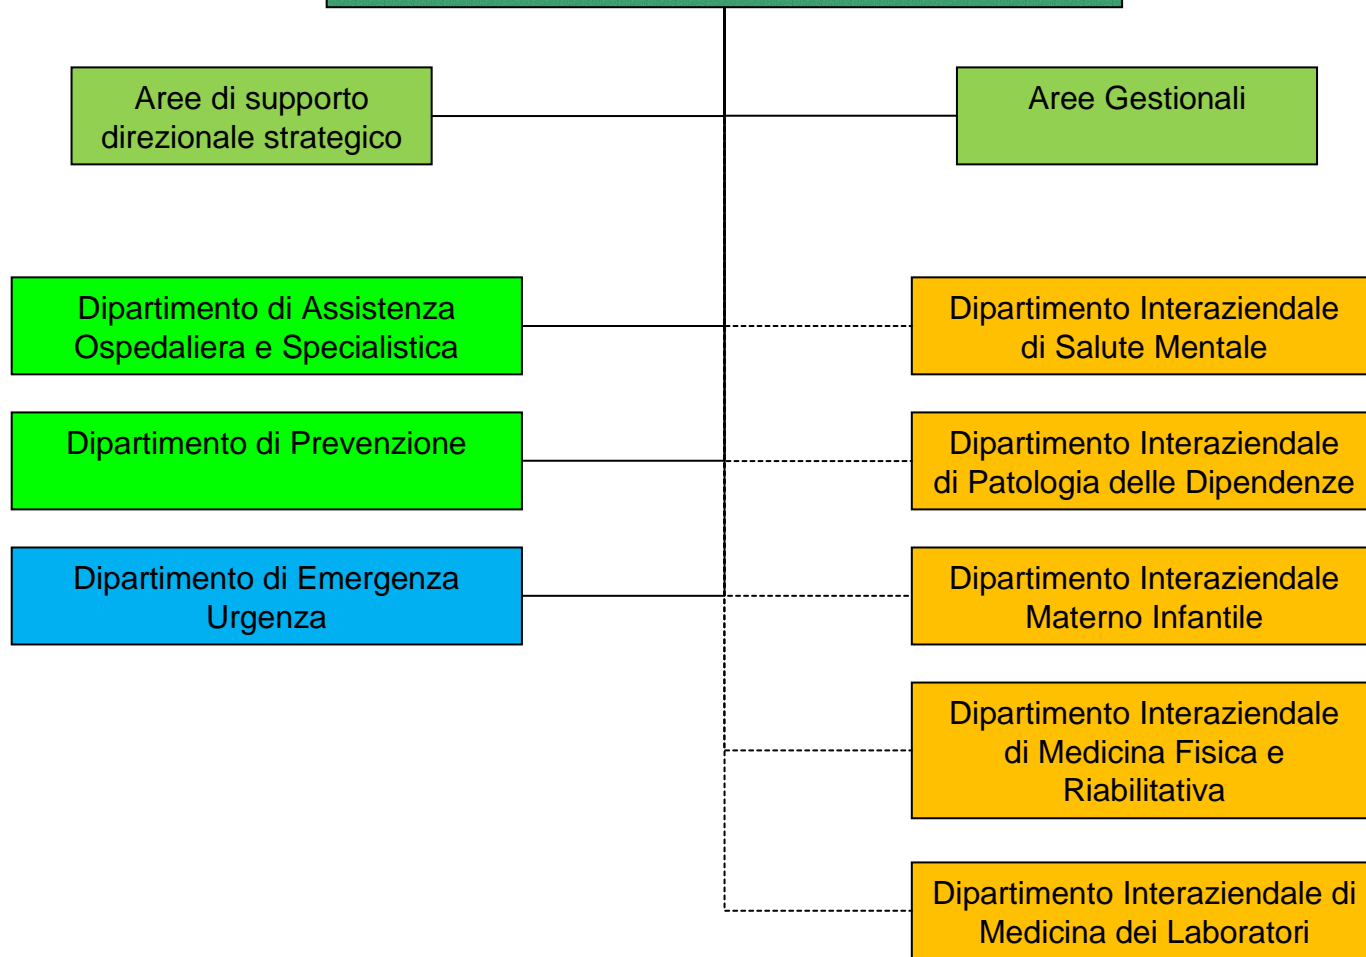 Aree di supporto
direzionale strategico
Aree Gestionali
Dipartimento di Assistenza
Ospedaliera e Specialistica
Dipartimento Interaziendale
di Salute Mentale
Dipartimento di Prevenzione
Dipartimento Interaziendale
di Patologia delle Dipendenze
Dipartimento di Emergenza
Urgenza
Dipartimento Interaziendale
Materno Infantile
Dipartimento Interaziendale
di Medicina Fisica e
Riabilitativa
Dipartimento Interaziendale di
Medicina dei Laboratori